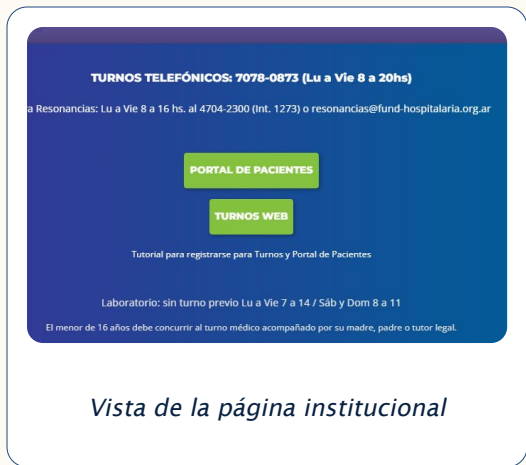 TURNOS TELEFÓNICOS: 7078-0873 (Lu a Vie 8 a 20hs)
a Resonancias: Lu a Vie 8 a 16 hs. al 4704-2300 (Int. 1273) o resonancias@fund-hospitalaria.org.ar
PORTAL DE PACIENTES
TURNOS WEB
Tutorial para registrarse para Turnos y Portal de Pacientes
Laboratorio: sin turno previo Lu a Vie 7 a 14 / Sáb y Dom 8 a 11
El menor de 16 años debe concurrir al turno médico acompañado por su madre, padre o tutor legal.
Vista de la página institucional